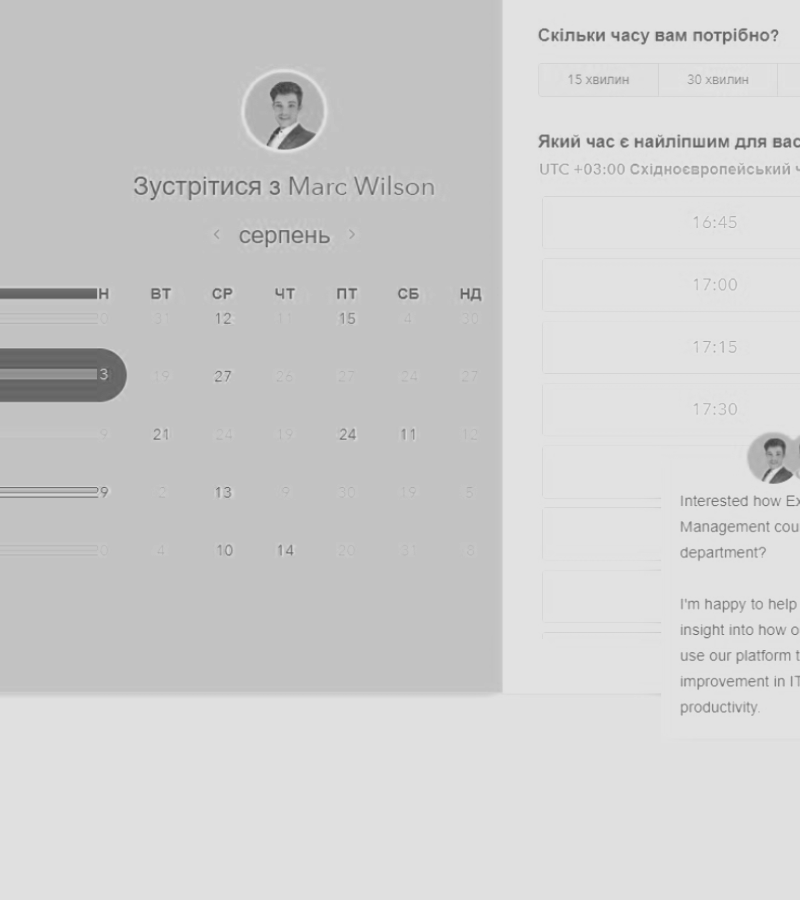 Зустрітися з Marc Wilson
‹ серпень ›
Н ВТ СР ЧТ ПТ СБ НД
0 31 12 11 15 4 30
3 19 27 26 27 24 27
9 21 24 19 24 11 12
29 2 13 9 30 19 5
0 4 10 14 20 31 8
Скільки часу вам потрібно?
15 хвилин 30 хвилин
Який час є найліпшим для вас
UTC +03:00 Східноєвропейський ч
16:45
17:00
17:15
17:30
Interested how Ex
Management cou
department?
I'm happy to help
insight into how o
use our platform t
improvement in IT
productivity.